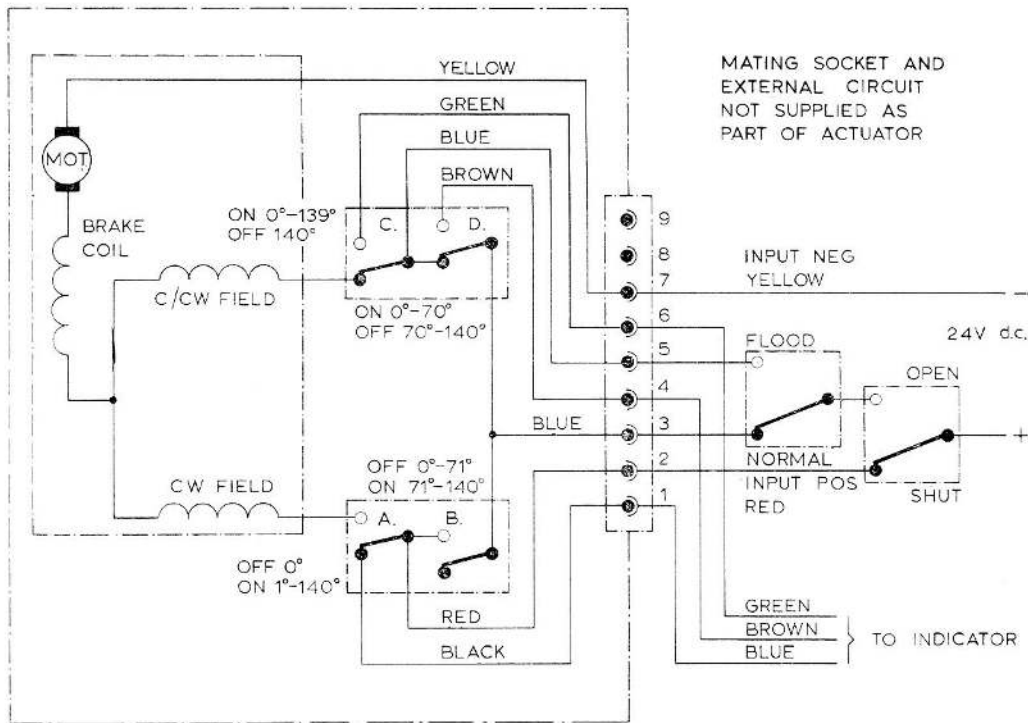 MATING SOCKET AND
EXTERNAL CIRCUIT
NOT SUPPLIED AS
PART OF ACTUATOR
YELLOW
GREEN
BLUE
BROWN
MOT
BRAKE
COIL
ON 0°-139°
OFF 140°
C.
D.
C/CW FIELD
ON 0°-70°
OFF 70°-140°
9
8
7
6
5
4
3
2
1
INPUT NEG
YELLOW
-
24V d.c.
FLOOD
OPEN
BLUE
+
NORMAL
INPUT POS
RED
SHUT
OFF 0°-71°
ON 71°-140°
CW FIELD
A.
B.
OFF 0°
ON 1°-140°
RED
BLACK
GREEN
BROWN
BLUE
TO INDICATOR